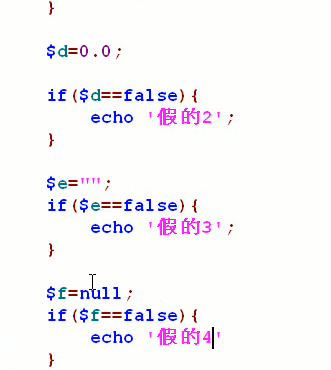 }
$d=0.0;
if($d==false){
echo '假的2';
}
$e="";
if($e==false){
echo '假的3';
}
$f=null;
if($f==false){
echo '假的4'
}